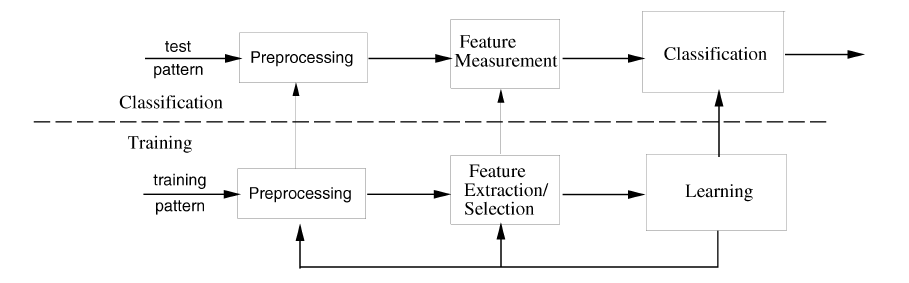 test
pattern
Preprocessing
Feature
Measurement
Classification
Classification
Training
training
pattern
Preprocessing
Feature
Extraction/
Selection
Learning